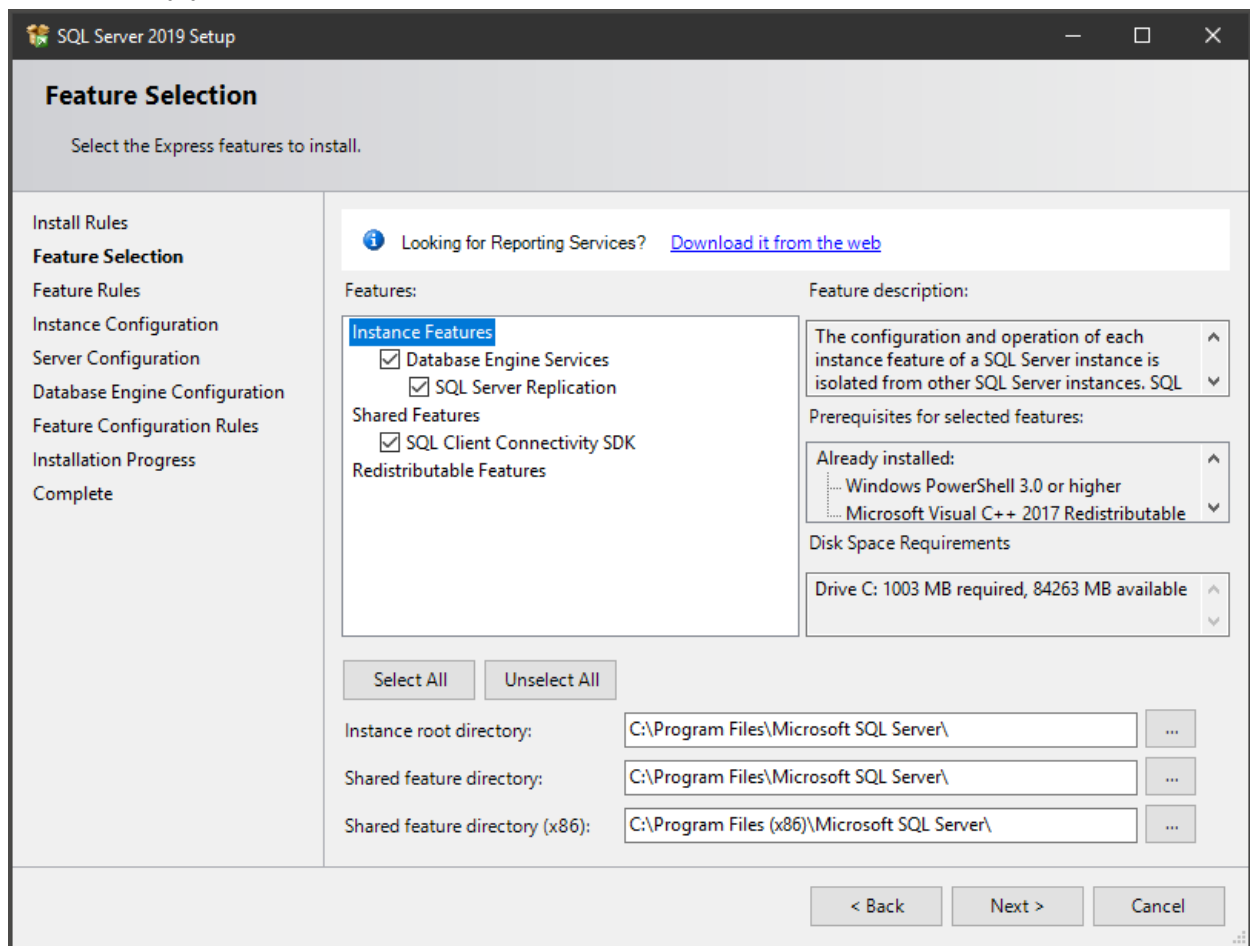 SQL Server 2019 Setup
Feature Selection
Select the Express features to install.
Install Rules
Feature Selection
Feature Rules
Instance Configuration
Server Configuration
Database Engine Configuration
Feature Configuration Rules
Installation Progress
Complete
Looking for Reporting Services? Download it from the web
Features:
Instance Features
Database Engine Services
SQL Server Replication
Shared Features
SQL Client Connectivity SDK
Redistributable Features
Feature description:
The configuration and operation of each
instance feature of a SQL Server instance is
isolated from other SQL Server instances. SQL
Prerequisites for selected features:
Already installed:
Windows PowerShell 3.0 or higher
Microsoft Visual C++ 2017 Redistributable
Disk Space Requirements
Drive C: 1003 MB required, 84263 MB available
Select All
Unselect All
Instance root directory: C:\Program Files\Microsoft SQL Server\ ...
Shared feature directory: C:\Program Files\Microsoft SQL Server\ ...
Shared feature directory (x86): C:\Program Files (x86)\Microsoft SQL Server\ ...
< Back
Next >
Cancel